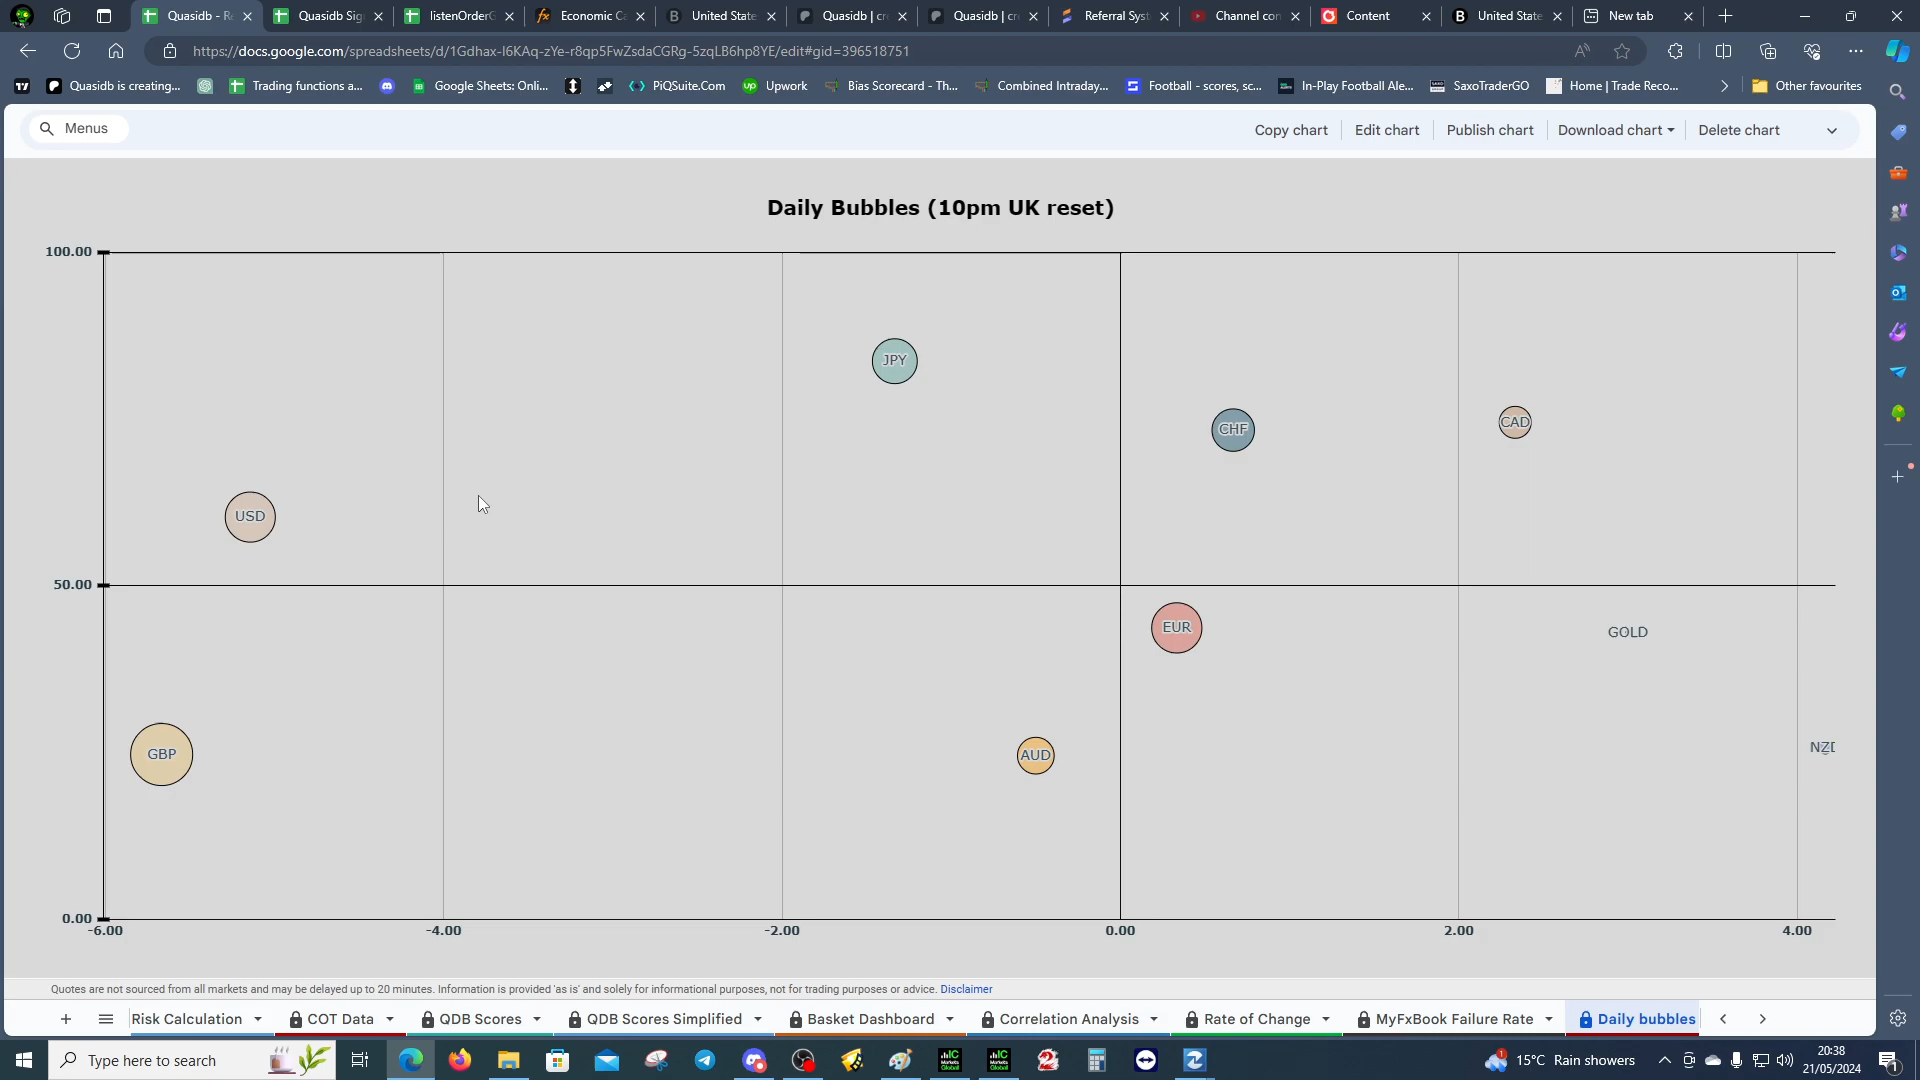 Quasidb - R
Quasidb Sig
listenOrderG
Economic Ca
United State
Quasidb | cr
Quasidb | cr
Referral Syst
Channel con
Content
United State
New tab
https://docs.google.com/spreadsheets/d/1Gdhax-I6KAq-zYe-r8qp5FwZsdaCGRg-5zqLB6hp8YE/edit#gid=396518751
Quasidb is creating...
Trading functions a...
Google Sheets: Onli...
PiQSuite.Com
Upwork
Bias Scorecard - Th...
Combined Intraday...
Football - scores, sc...
In-Play Football Ale...
SaxoTraderGO
Home | Trade Reco...
Other favourites
Menus
Copy chart
Edit chart
Publish chart
Download chart
Delete chart
Daily Bubbles (10pm UK reset)
100.00
JPY
CAD
CHF
USD
50.00
EUR
GOLD
NZD
GBP
AUD
0.00
-6.00
-4.00
-2.00
0.00
2.00
4.00
Quotes are not sourced from all markets and may be delayed up to 20 minutes. Information is provided 'as is' and solely for informational purposes, not for trading purposes or advice. Disclaimer
Risk Calculation
COT Data
QDB Scores
QDB Scores Simplified
Basket Dashboard
Correlation Analysis
Rate of Change
MyFxBook Failure Rate
Daily bubbles
Type here to search
15°C Rain showers
20:38
21/05/2024